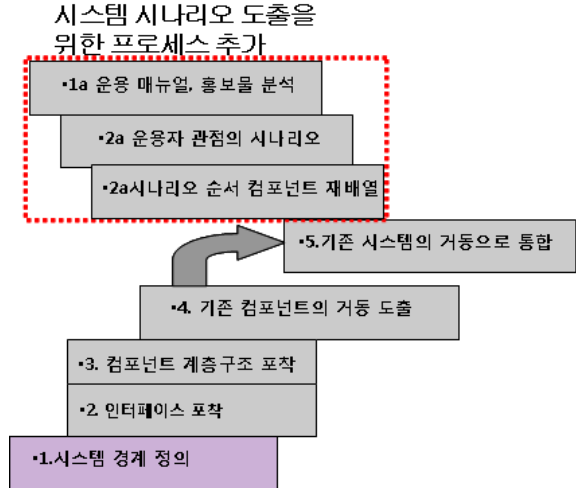 시스템 시나리오 도출을
위한 프로세스 추가
•1a 운용 매뉴얼, 홍보물 분석
•2a 운용자 관점의 시나리오
•2a시나리오 순서 컴포넌트 재배열
•5.기존 시스템의 거동으로 통합
•4. 기존 컴포넌트의 거동 도출
•3. 컴포넌트 계층구조 포착
•2. 인터페이스 포착
•1.시스템 경계 정의